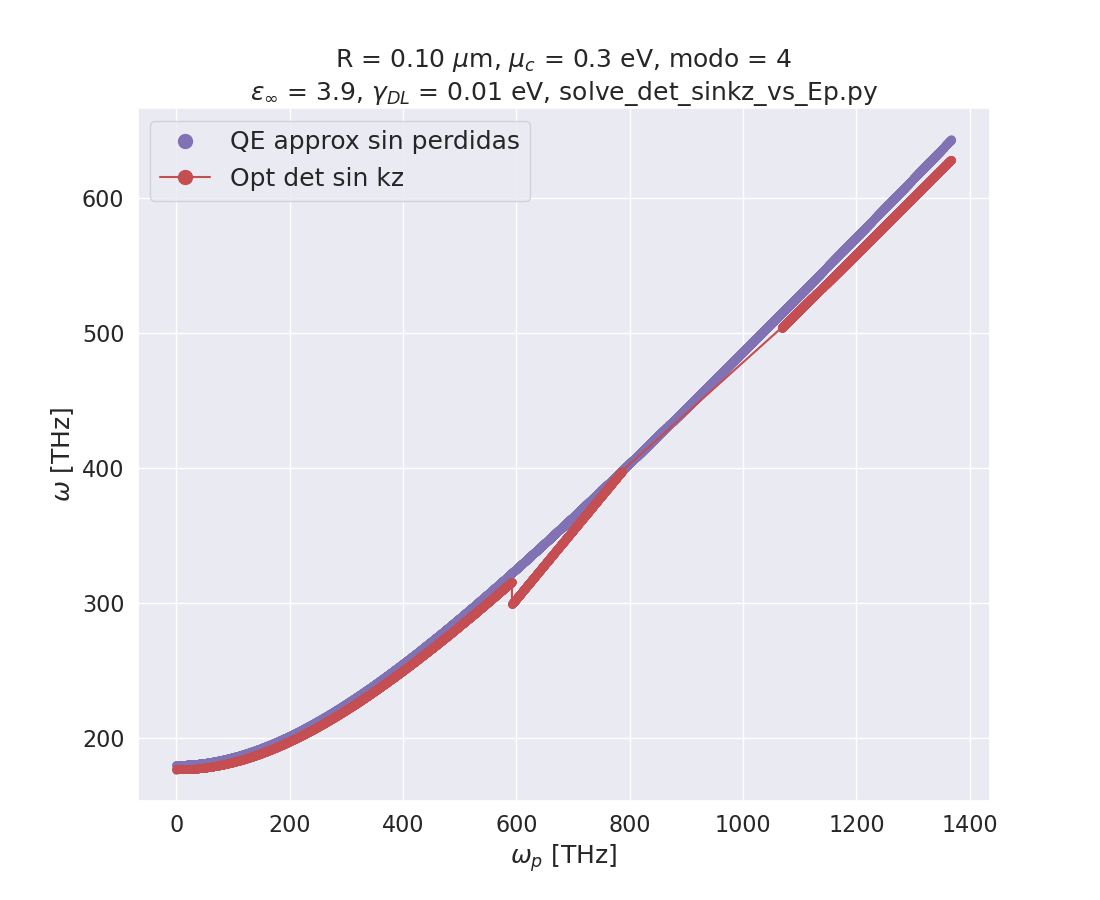 R = 0.10 μm, μ_c = 0.3 eV, modo = 4
ε_∞ = 3.9, γ_DL = 0.01 eV, solve_det_sinkz_vs_Ep.py
QE approx sin perdidas
Opt det sin kz
600
500
400
300
200
ω [THz]
0 200 400 600 800 1000 1200 1400
ω_p [THz]